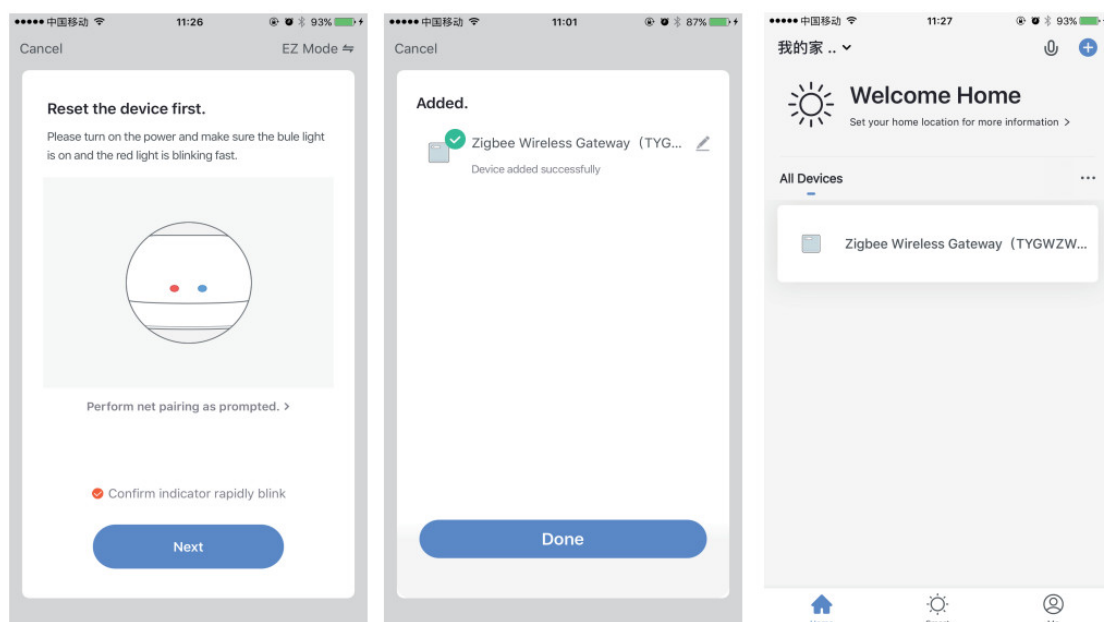 中国移动 11:26 93%
Cancel EZ Mode
Reset the device first.
Please turn on the power and make sure the bule light
is on and the red light is blinking fast.
Perform net pairing as prompted. >
Confirm indicator rapidly blink
Next
中国移动 11:01 87%
Cancel
Added.
Zigbee Wireless Gateway（TYG...
Device added successfully
Done
中国移动 11:27 93%
我的家 ..
Welcome Home
Set your home location for more information >
All Devices ...
Zigbee Wireless Gateway（TYGWZW...